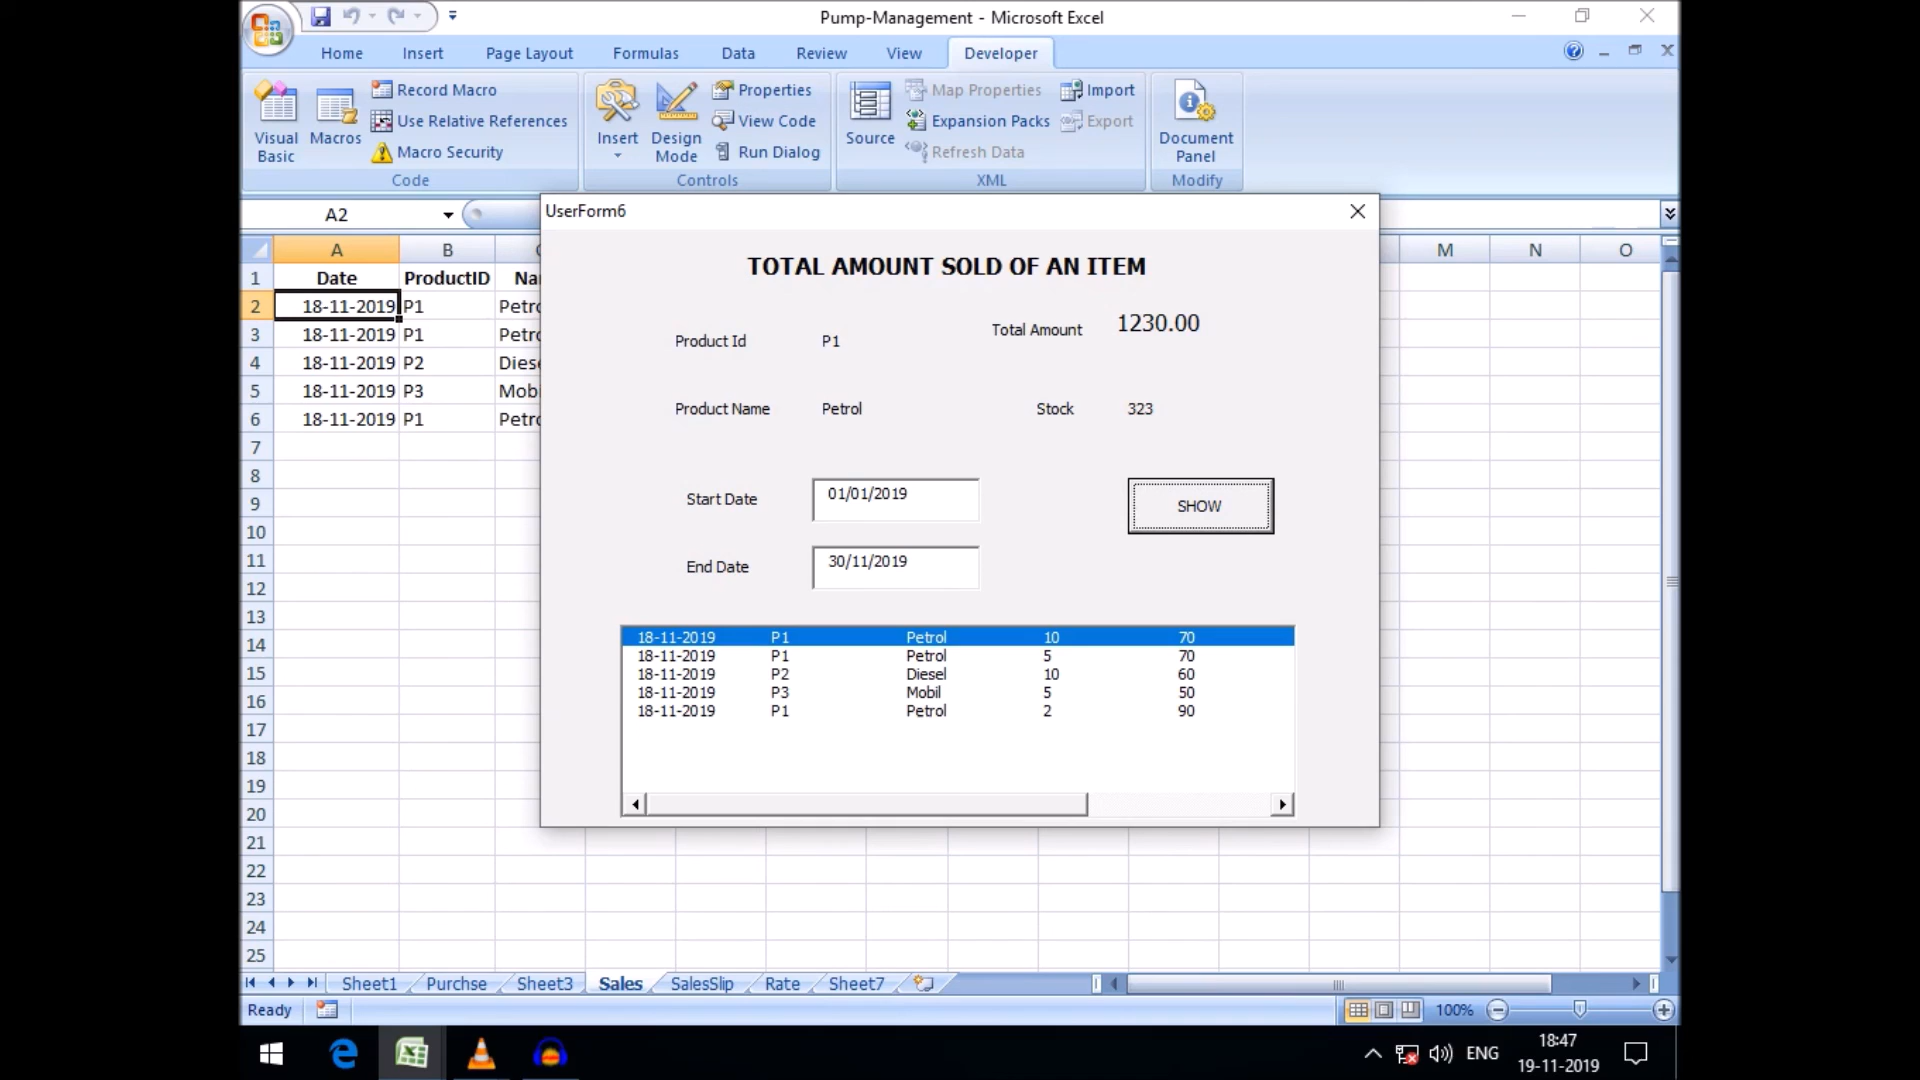 Pump-Management - Microsoft Excel
Home Insert Page Layout Formulas Data Review View Developer
Visual Basic
Macros
Record Macro
Use Relative References
Macro Security
Code
Insert
Design Mode
Properties
View Code
Run Dialog
Controls
Source
Map Properties
Expansion Packs
Refresh Data
Import
Export
XML
Document Panel
Modify
A2
UserForm6
TOTAL AMOUNT SOLD OF AN ITEM
Product Id P1 Total Amount 1230.00
Product Name Petrol Stock 323
Start Date 01/01/2019 SHOW
End Date 30/11/2019
18-11-2019 P1 Petrol 10 70
18-11-2019 P1 Petrol 5 70
18-11-2019 P2 Diesel 10 60
18-11-2019 P3 Mobil 5 50
18-11-2019 P1 Petrol 2 90
A B M N O
1 Date ProductID
2 18-11-2019 P1
3 18-11-2019 P1
4 18-11-2019 P2
5 18-11-2019 P3
6 18-11-2019 P1
7
8
9
10
11
12
13
14
15
16
17
18
19
20
21
22
23
24
25
Sheet1 Purchse Sheet3 Sales SalesSlip Rate Sheet7
Ready 100%
ENG 18:47
19-11-2019